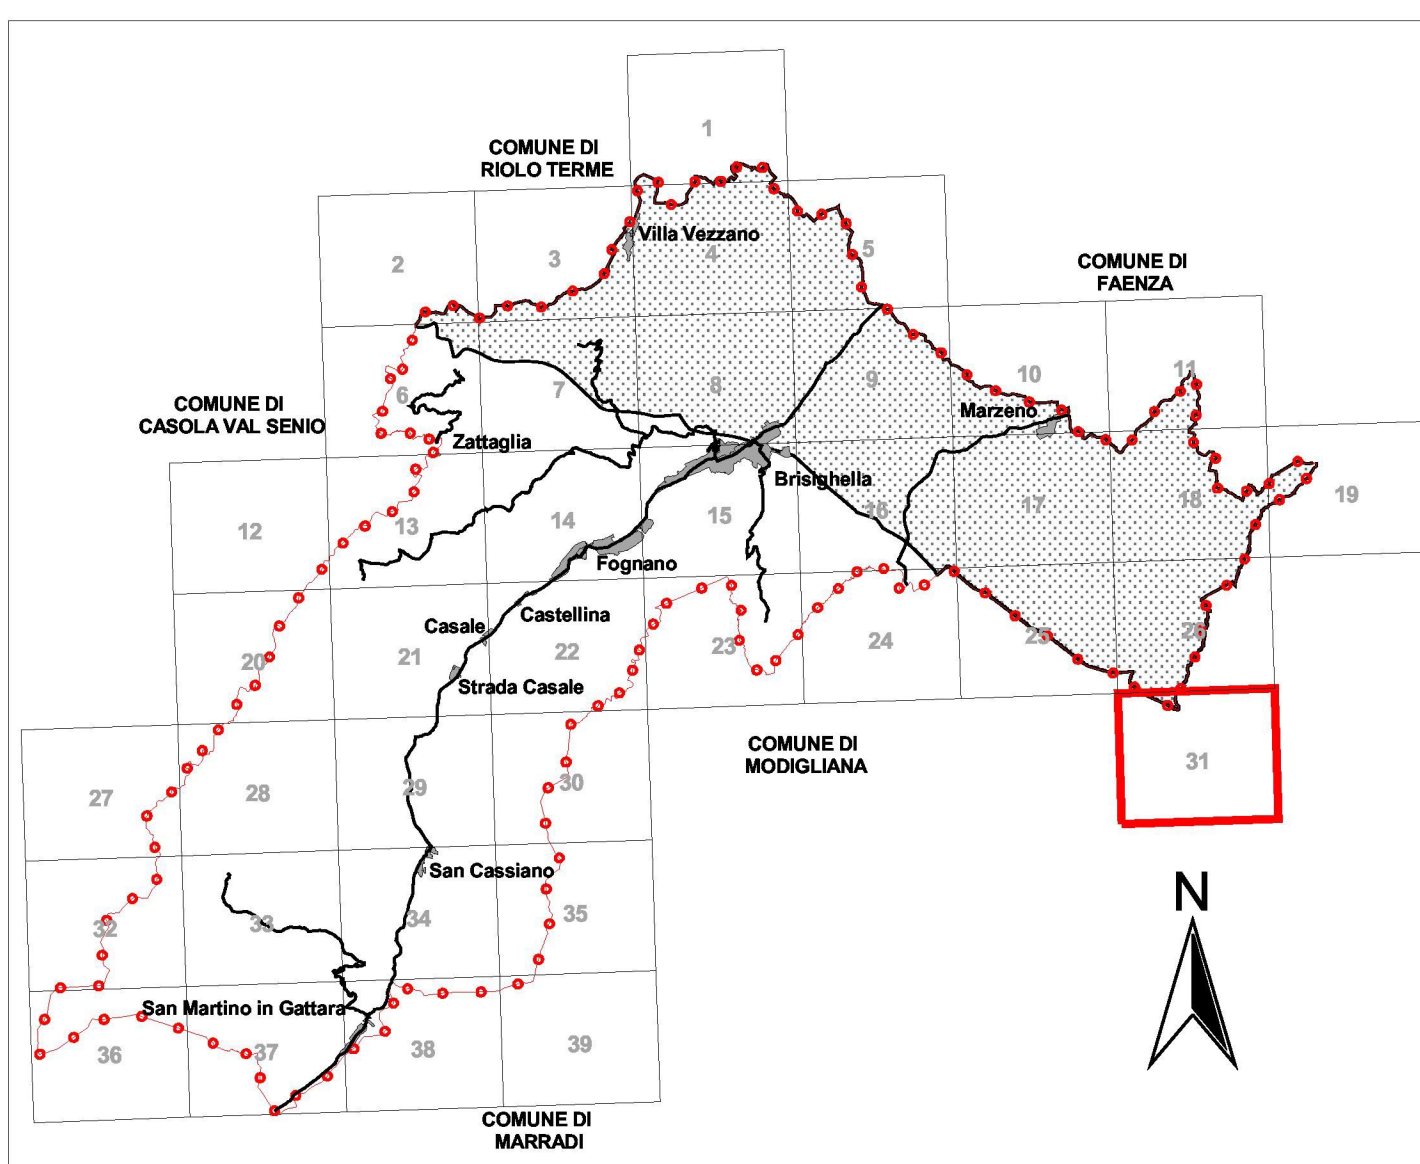 1
COMUNE DI
RIOLO TERME
Villa Vezzano
2
3
4
5
COMUNE DI
FAENZA
6
7
8
9
10
11
COMUNE DI
CASOLA VAL SENIO
Marzeno
Zattaglia
Brisighella
12
13
14
15
16
17
18
19
Fognano
Castellina
Casale
20
21
22
23
24
25
26
Strada Casale
COMUNE DI
MODIGLIANA
27
28
29
30
31
San Cassiano
N
32
33
34
35
San Martino in Gattara
36
37
38
39
COMUNE DI
MARRADI